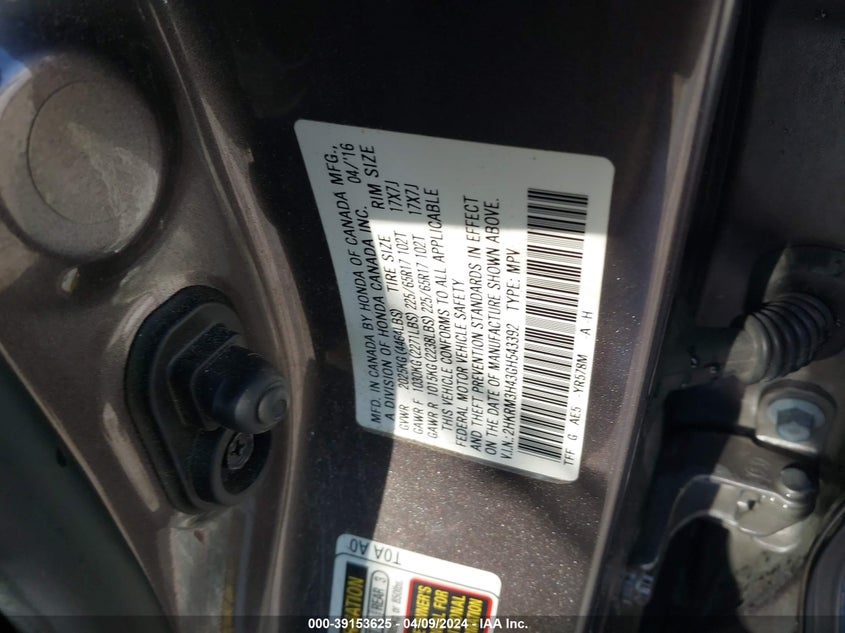 MFD. IN CANADA BY HONDA OF CANADA MFG.,
A DIVISION OF HONDA CANADA INC. 04/'16
GVWR 2025KG(4464LBS) TIRE SIZE RIM SIZE
GAWR F 1030KG(2271LBS) 225/65R17 102T 17X7J
GAWR R 1015KG(2238LBS) 225/65R17 102T 17X7J
THIS VEHICLE CONFORMS TO ALL APPLICABLE
FEDERAL MOTOR VEHICLE SAFETY
AND THEFT PREVENTION STANDARDS IN EFFECT
ON THE DATE OF MANUFACTURE SHOWN ABOVE.
V.I.N.:2HKRM3H43GH543392 TYPE: MPV
TFF G AE5 YR578M A H
T0A A0
REAR 3
FOR
000-39153625 - 04/09/2024 - IAA Inc.